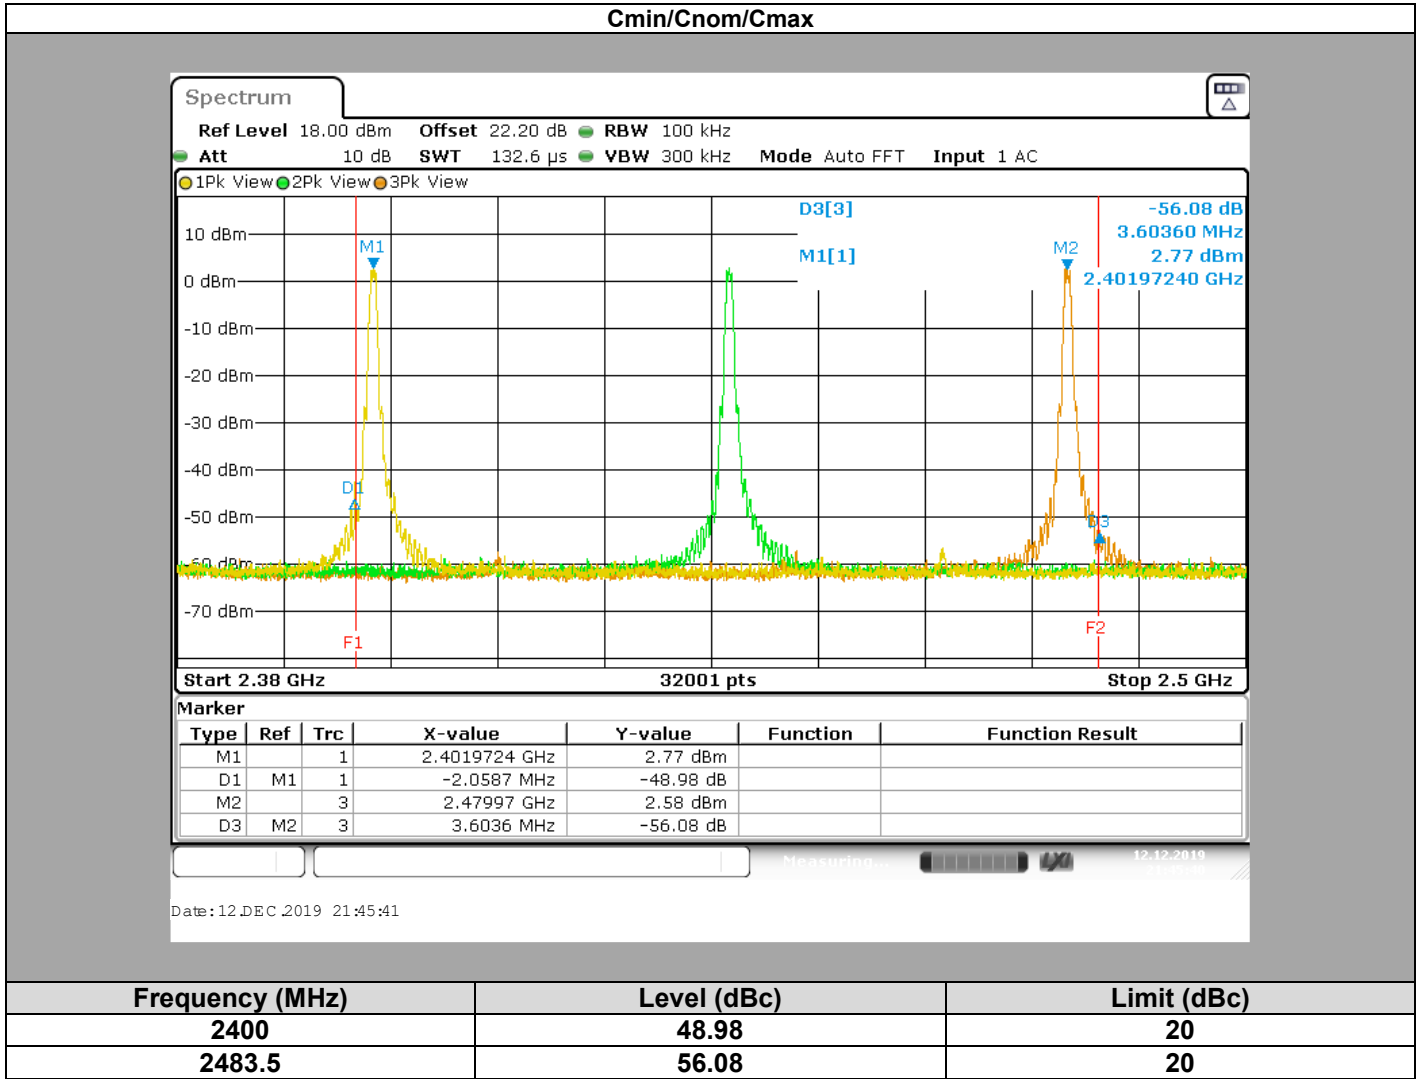 Cmin/Cnom/Cmax
Spectrum
Ref Level 18.00 dBm Offset 22.20 dB RBW 100 kHz
Att 10 dB SWT 132.6 µs VBW 300 kHz Mode Auto FFT Input 1 AC
1Pk View 2Pk View 3Pk View
D3[3] -56.08 dB
3.60360 MHz
M1[1] 2.77 dBm
2.40197240 GHz
10 dBm
M1
M2
0 dBm
-10 dBm
-20 dBm
-30 dBm
-40 dBm
D1
-50 dBm
D3
-60 dBm
-70 dBm
F1
F2
Start 2.38 GHz 32001 pts Stop 2.5 GHz
Marker
Type Ref Trc X-value Y-value Function Function Result
M1 1 2.4019724 GHz 2.77 dBm
D1 M1 1 -2.0587 MHz -48.98 dB
M2 3 2.47997 GHz 2.58 dBm
D3 M2 3 3.6036 MHz -56.08 dB
Measuring... LXI 12.12.2019
Date: 12.DEC.2019 21:45:41
Frequency (MHz) Level (dBc) Limit (dBc)
2400 48.98 20
2483.5 56.08 20